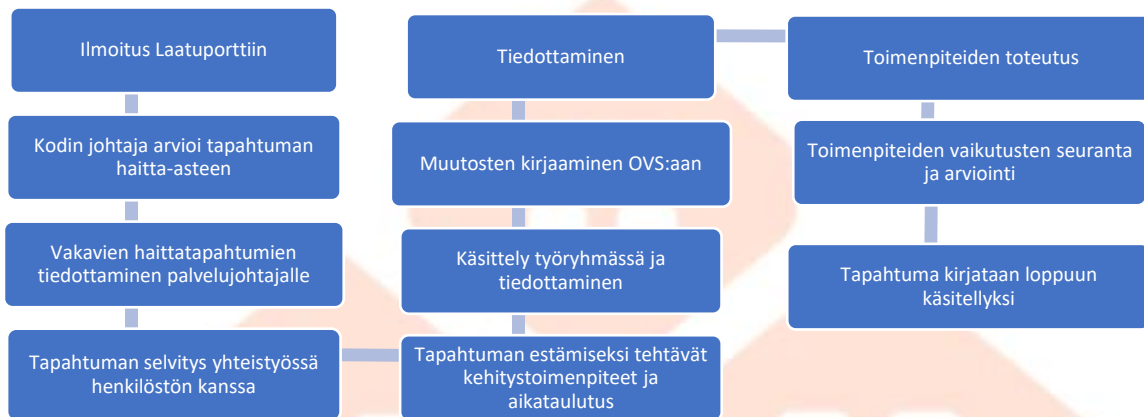 Ilmoitus Laatuporttiin
Kodin johtaja arvioi tapahtuman
haitta-asteen
Vakavien haittatapahtumien
tiedottaminen palvelujohtajalle
Tapahtuman selvitys yhteistyössä
henkilöstön kanssa
Tapahtuman estämiseksi tehtävät
kehitystoimenpiteet ja
aikataulutus
Käsittely työryhmässä ja
tiedottaminen
Muutosten kirjaaminen OVS:aan
Tiedottaminen
Toimenpiteiden toteutus
Toimenpiteiden vaikutusten seuranta
ja arviointi
Tapahtuma kirjataan loppuun
käsitellyksi